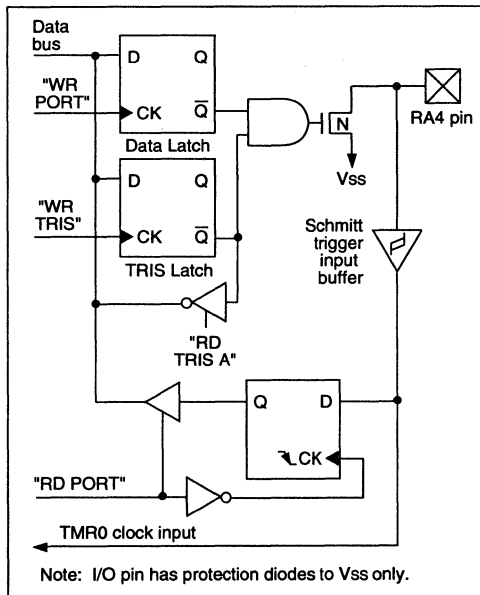 Data
bus
"WR
PORT"
D
Q
CK
Q̅
Data Latch
N
RA4 pin
VSS
"WR
TRIS"
D
Q
CK
Q̅
TRIS Latch
Schmitt
trigger
input
buffer
"RD
TRIS A"
Q
D
CK
"RD PORT"
TMR0 clock input
Note: I/O pin has protection diodes to VSS only.